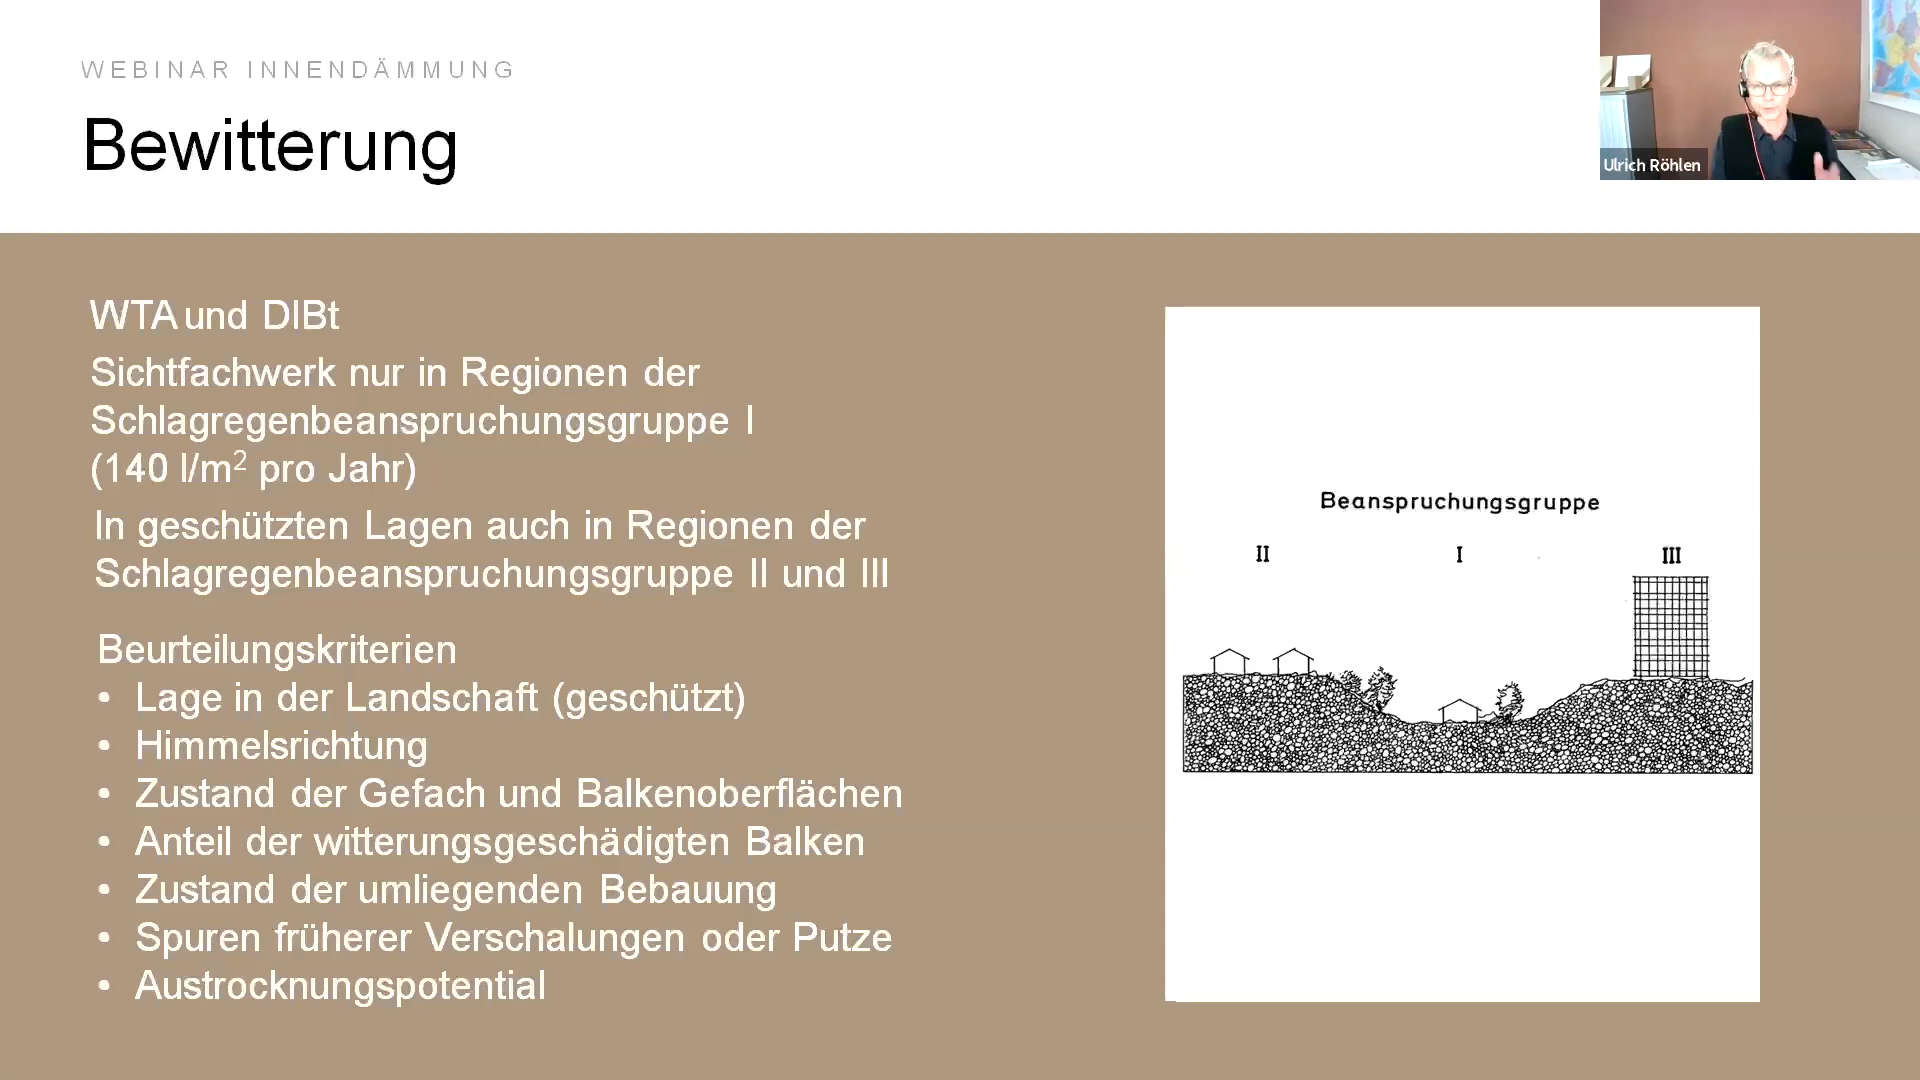 WEBINAR INNENDÄMMUNG
Bewitterung
Ulrich Röhlen
WTA und DIBt
Sichtfachwerk nur in Regionen der
Schlagregenbeanspruchungsgruppe I
(140 l/m² pro Jahr)
In geschützten Lagen auch in Regionen der
Schlagregenbeanspruchungsgruppe II und III
Beurteilungskriterien
• Lage in der Landschaft (geschützt)
• Himmelsrichtung
• Zustand der Gefach und Balkenoberflächen
• Anteil der witterungsgeschädigten Balken
• Zustand der umliegenden Bebauung
• Spuren früherer Verschalungen oder Putze
• Austrocknungspotential
Beanspruchungsgruppe
II I III